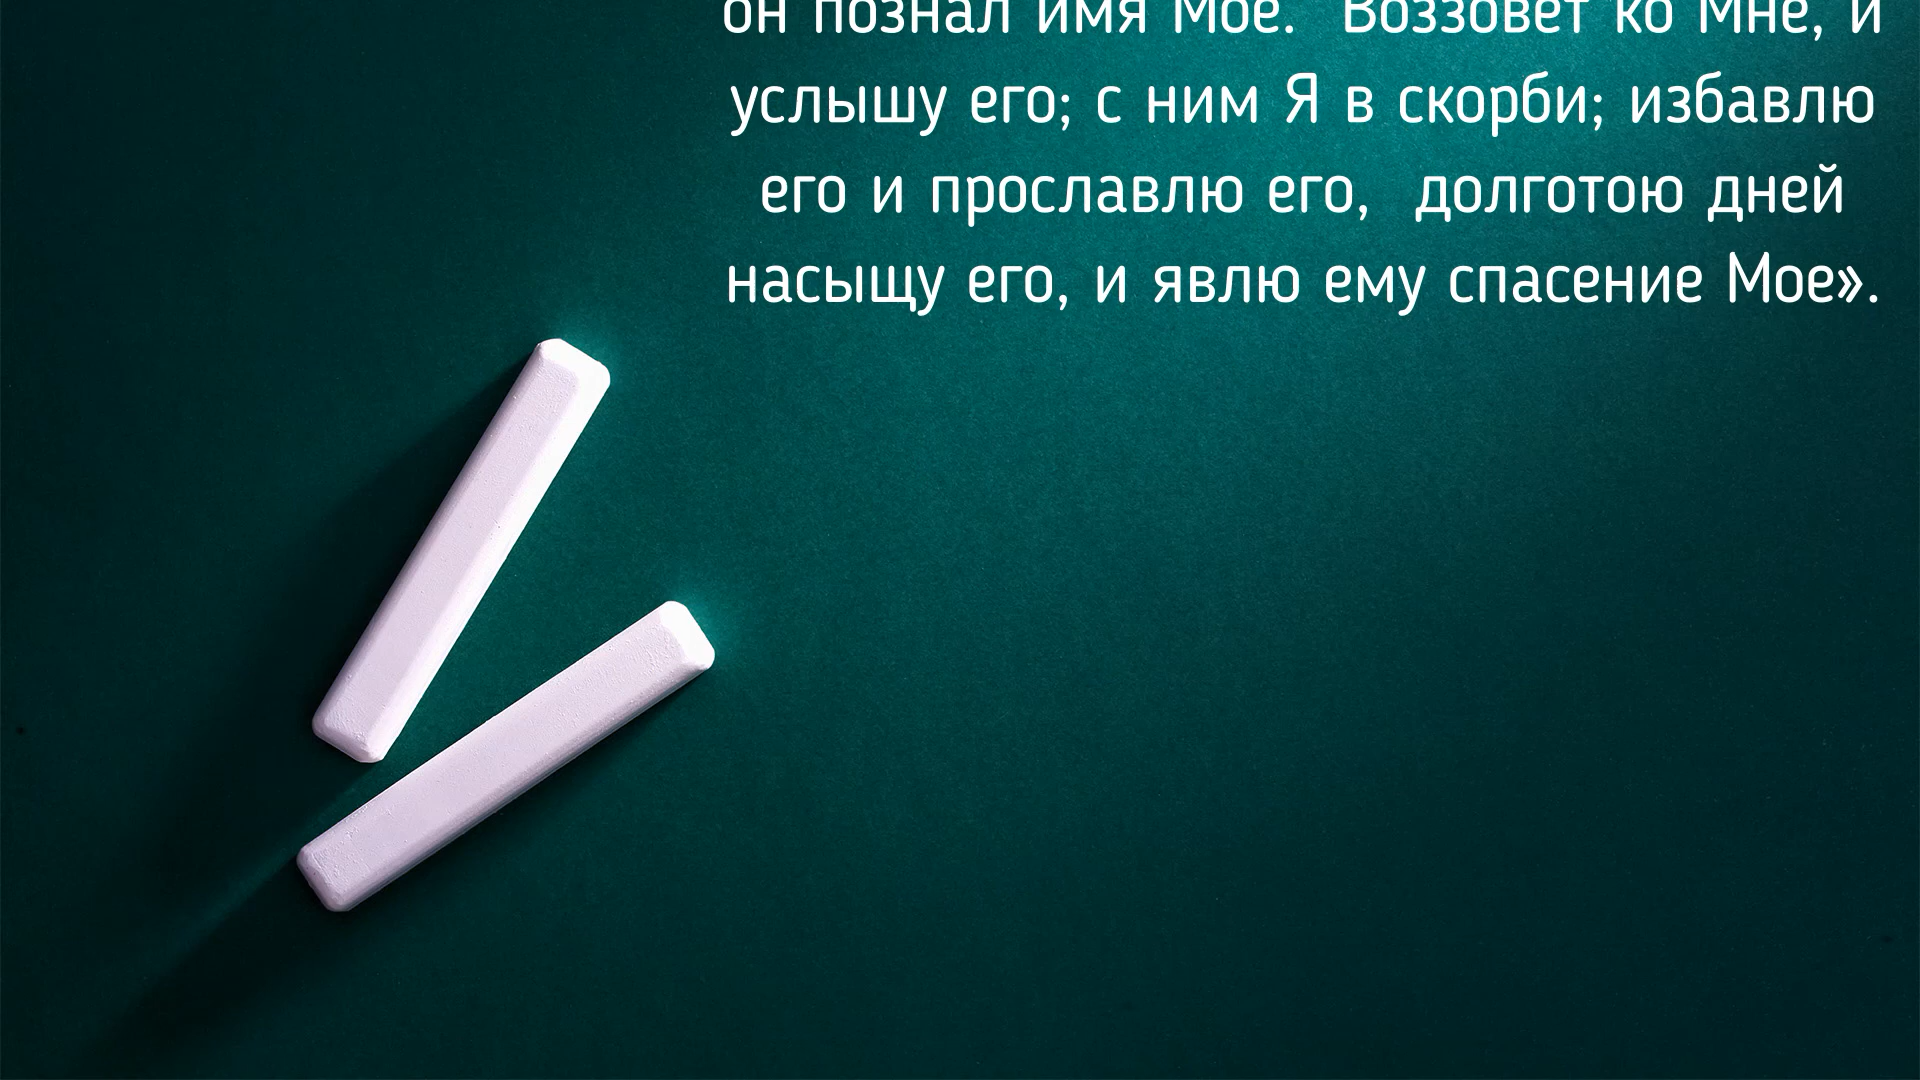 он познал имя Мое. Воззовет ко Мне, и
услышу его; с ним Я в скорби; избавлю
его и прославлю его, долготою дней
насыщу его, и явлю ему спасение Мое».